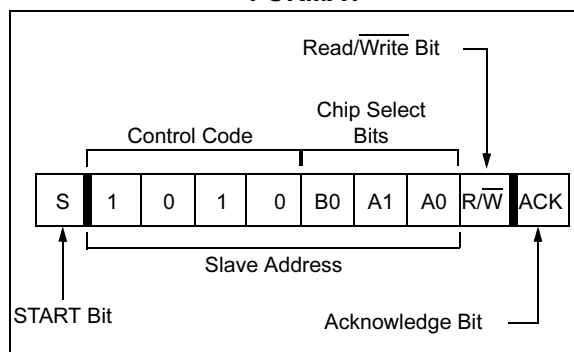 Read/Write Bit
Chip Select
Control Code Bits
S 1 0 1 0 B0 A1 A0 R/W ACK
Slave Address
START Bit
Acknowledge Bit